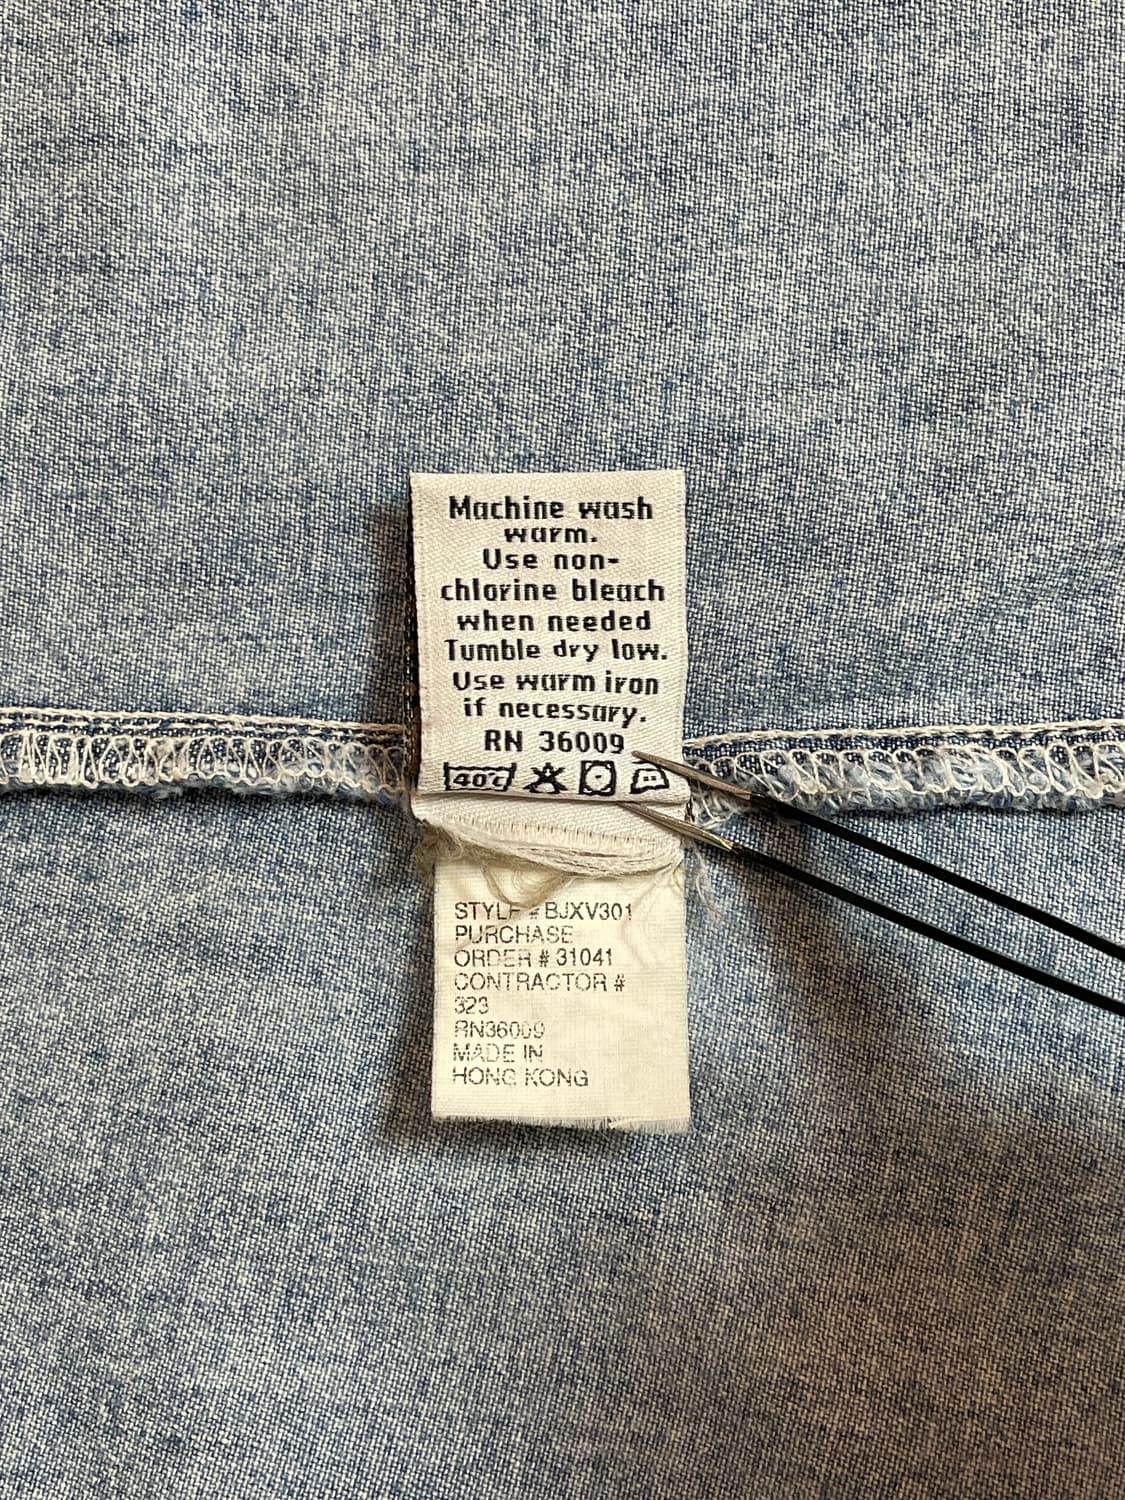 Machine wash
warm.
Use non-
chlorine bleach
when needed
Tumble dry low.
Use warm iron
if necessary.
RN 36009
40c
STYLE # BJXV301
PURCHASE
ORDER # 31041
CONTRACTOR #
323
RN36009
MADE IN
HONG KONG